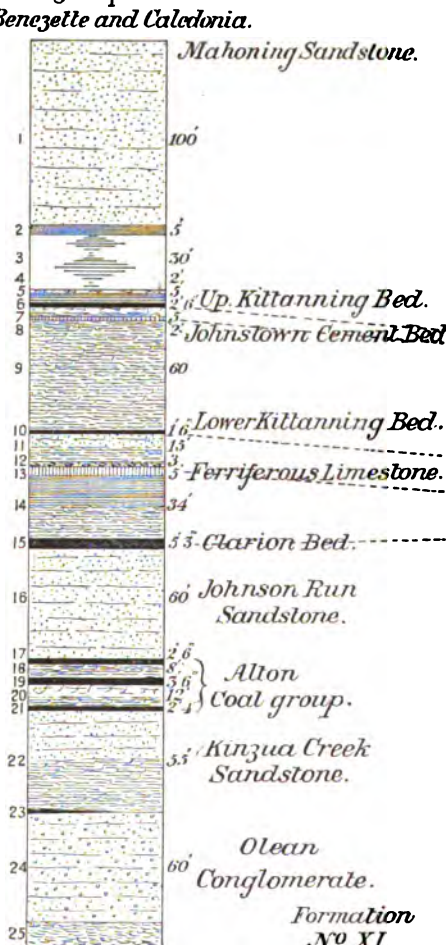 Benezette and Caledonia.
Mahoning Sandstone.
1 100'
2 5'
3 30'
4 2'
5
6 2' 6" Up. Kittanning Bed.
7 3'
8 2' Johnstown Cement Bed
9 60
10 1' 6" Lower Kittanning Bed.
11 15'
12 3'
13 5' Ferriferous Limestone.
14 34'
15 5' 3" Clarion Bed.
16 60' Johnson Run
Sandstone.
17 2' 6"
18 8' Alton
19 3' 6"
20 12' Coal group.
21 2' 4"
Kinzua Creek
22 55' Sandstone.
23
Olean
24 60' Conglomerate.
Formation
25 No. XI.